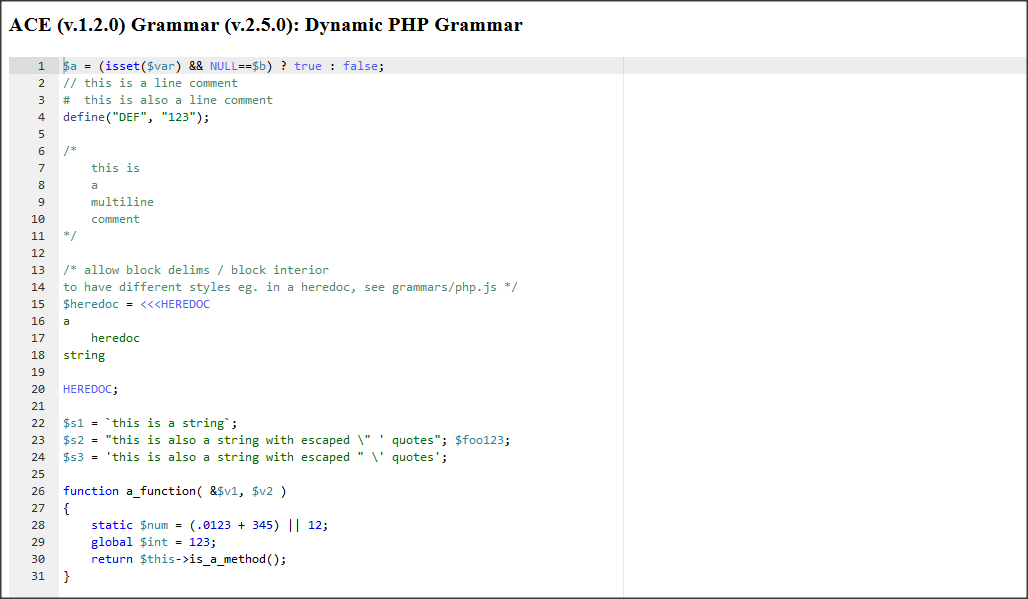 ACE (v.1.2.0) Grammar (v.2.5.0): Dynamic PHP Grammar
1 $a = (isset($var) && NULL==$b) ? true : false;
2 // this is a line comment
3 #  this is also a line comment
4 define("DEF", "123");
5
6 /*
7     this is
8     a
9     multiline
10     comment
11 */
12
13 /* allow block delims / block interior
14 to have different styles eg. in a heredoc, see grammars/php.js */
15 $heredoc = <<<HEREDOC
16 a
17     heredoc
18 string
19
20 HEREDOC;
21
22 $s1 = `this is a string`;
23 $s2 = "this is also a string with escaped \" ' quotes"; $foo123;
24 $s3 = 'this is also a string with escaped " \' quotes';
25
26 function a_function( &$v1, $v2 )
27 {
28     static $num = (.0123 + 345) || 12;
29     global $int = 123;
30     return $this->is_a_method();
31 }